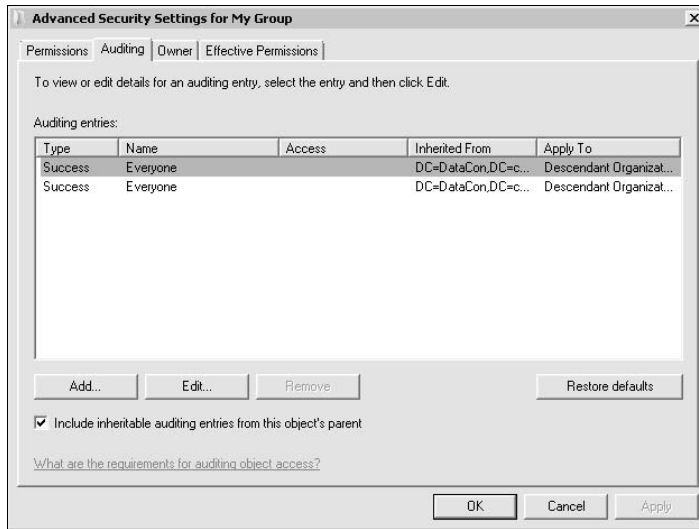 Advanced Security Settings for My Group
Permissions Auditing Owner Effective Permissions
To view or edit details for an auditing entry, select the entry and then click Edit.
Auditing entries:
Type Name Access Inherited From Apply To
Success Everyone DC=DataCon,DC=c... Descendant Organizat...
Success Everyone DC=DataCon,DC=c... Descendant Organizat...
Add... Edit... Remove Restore defaults
Include inheritable auditing entries from this object's parent
What are the requirements for auditing object access?
OK Cancel Apply